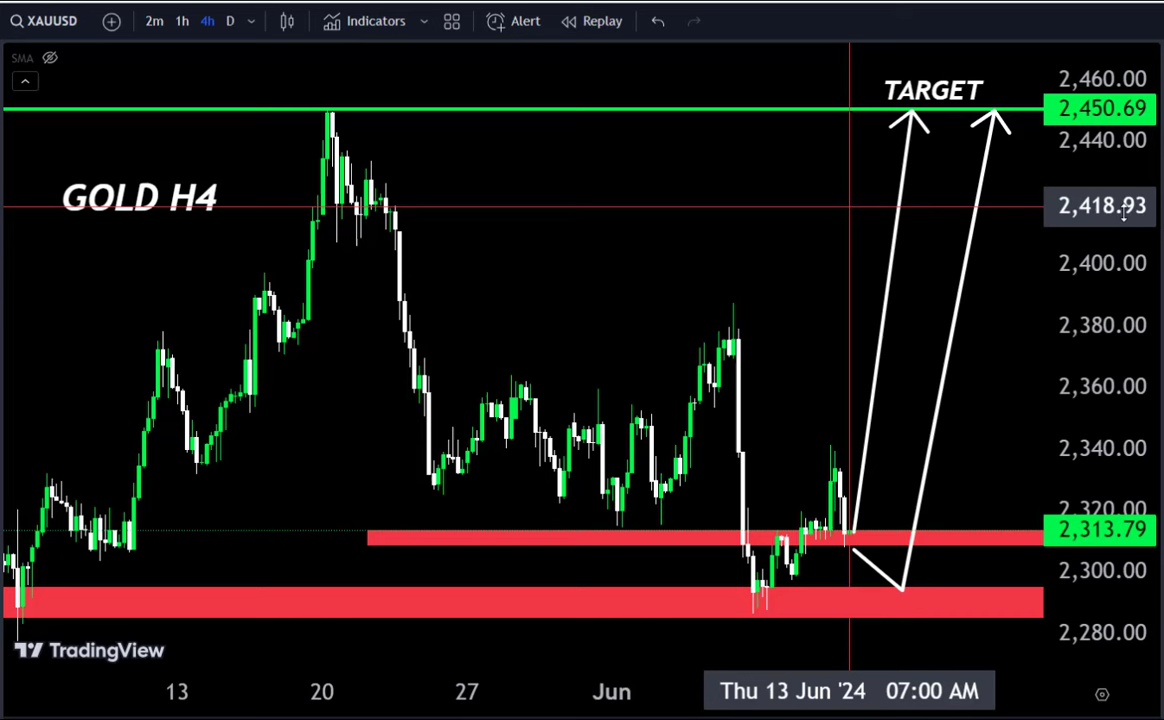 XAUUSD 2m 1h 4h D Indicators Alert Replay
SMA
TARGET
GOLD H4
2,460.00
2,450.69
2,440.00
2,418.93
2,400.00
2,380.00
2,360.00
2,340.00
2,320.00
2,313.79
2,300.00
2,280.00
TradingView
13 20 27 Jun Thu 13 Jun '24 07:00 AM